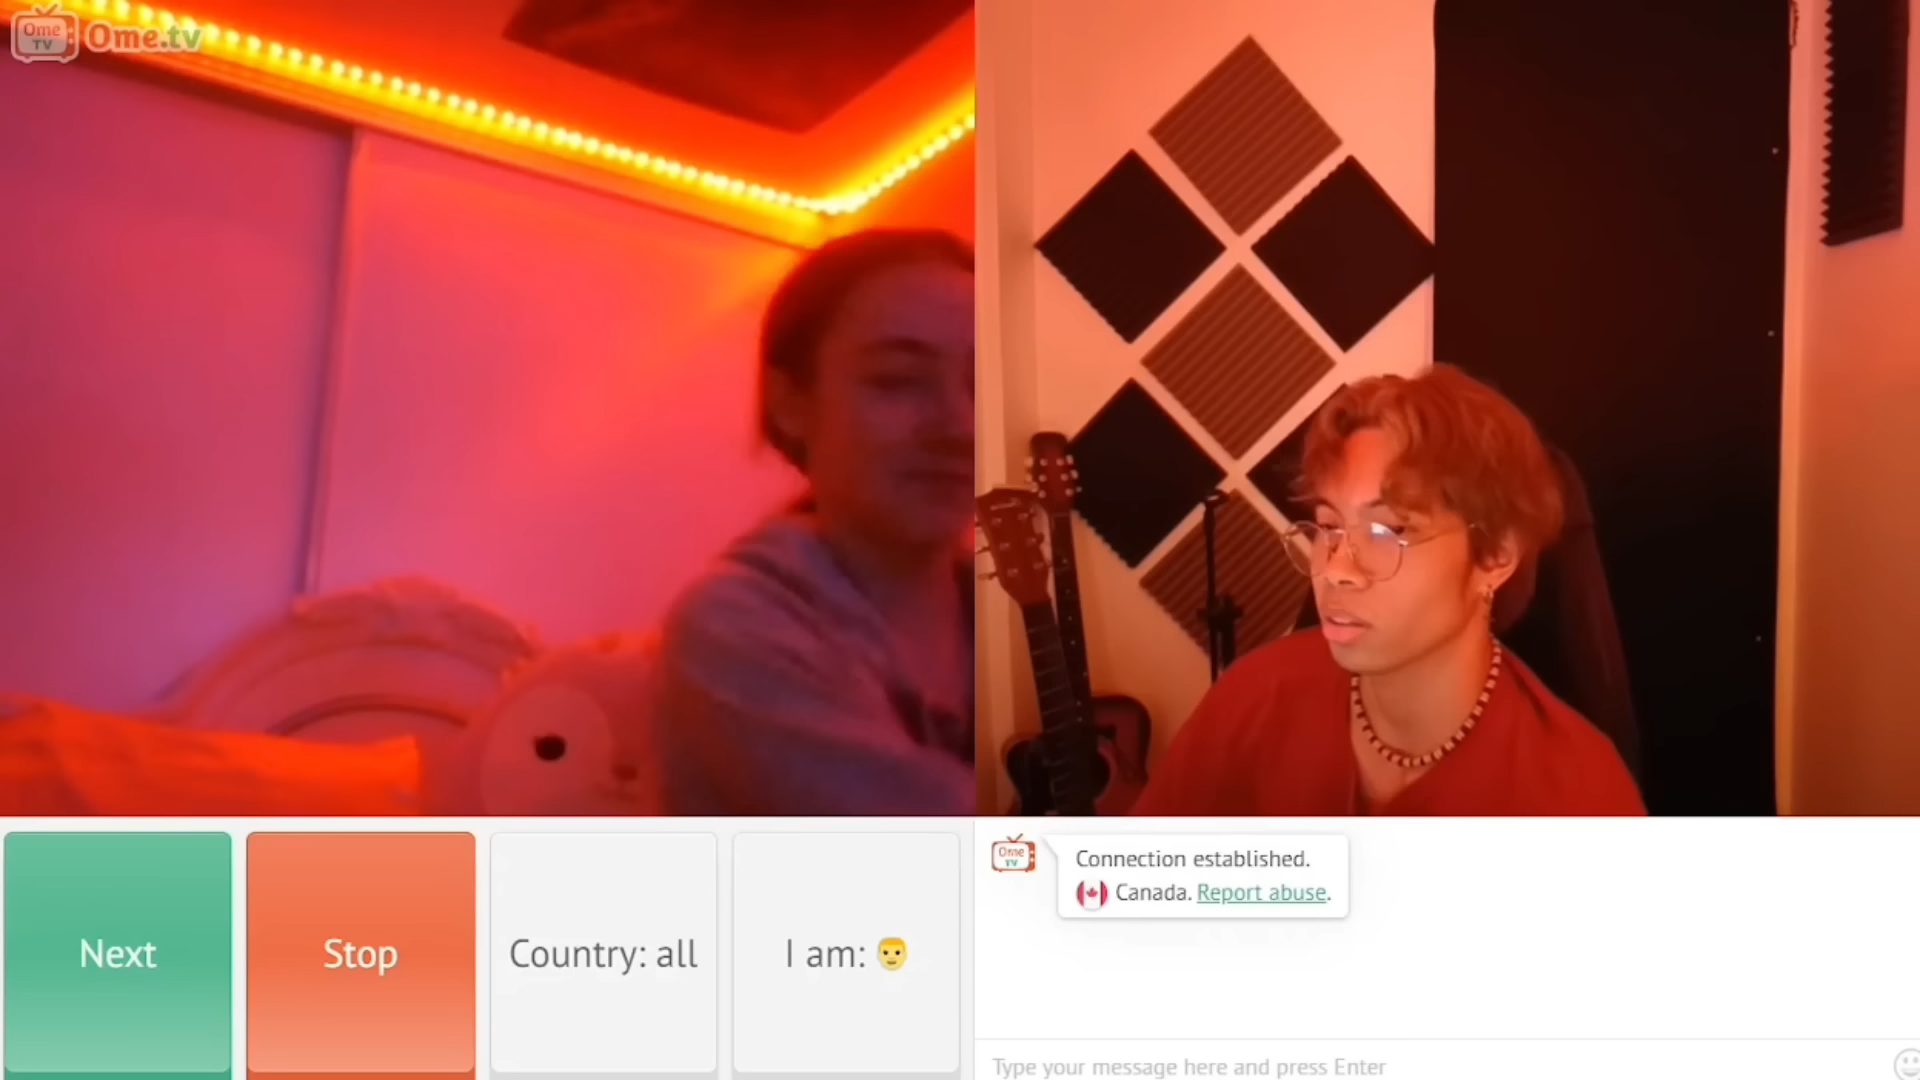 Ome
TV
Ome.tv
Next
Stop
Country: all
I am:
Ome
TV
Connection established.
Canada. Report abuse.
Type your message here and press Enter